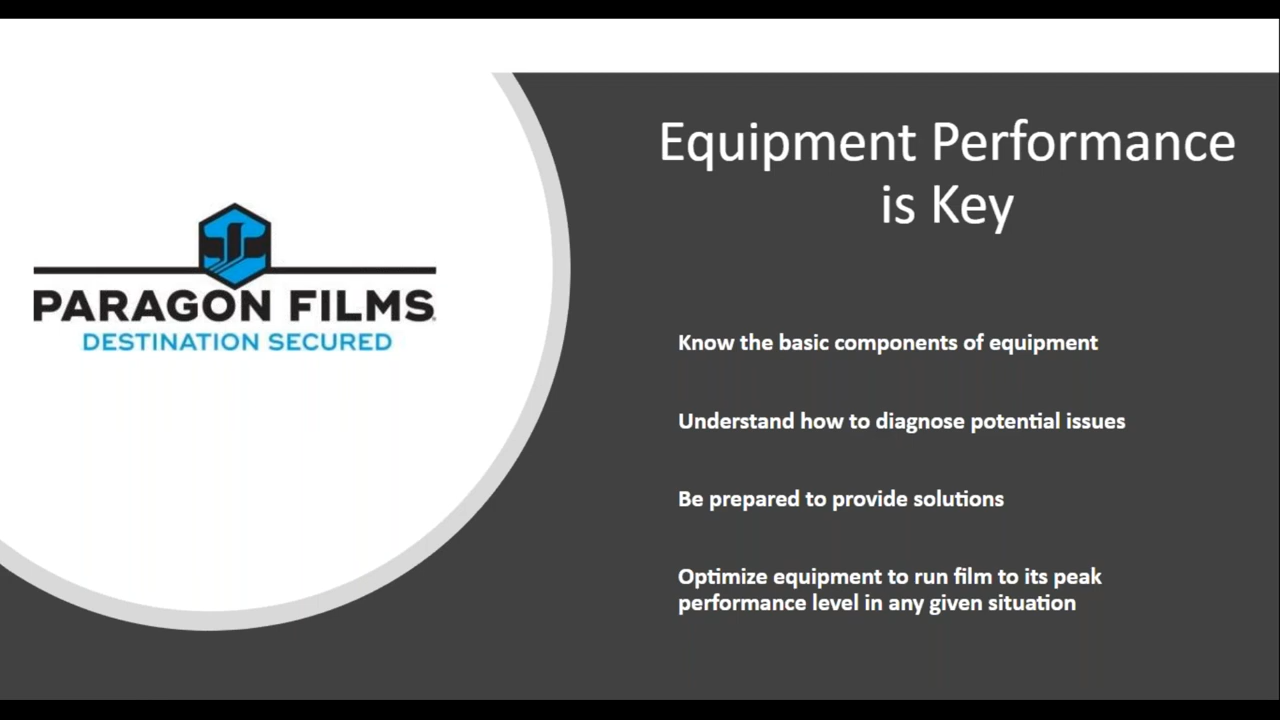 PARAGON FILMS
DESTINATION SECURED
Equipment Performance
is Key
Know the basic components of equipment
Understand how to diagnose potential issues
Be prepared to provide solutions
Optimize equipment to run film to its peak
performance level in any given situation